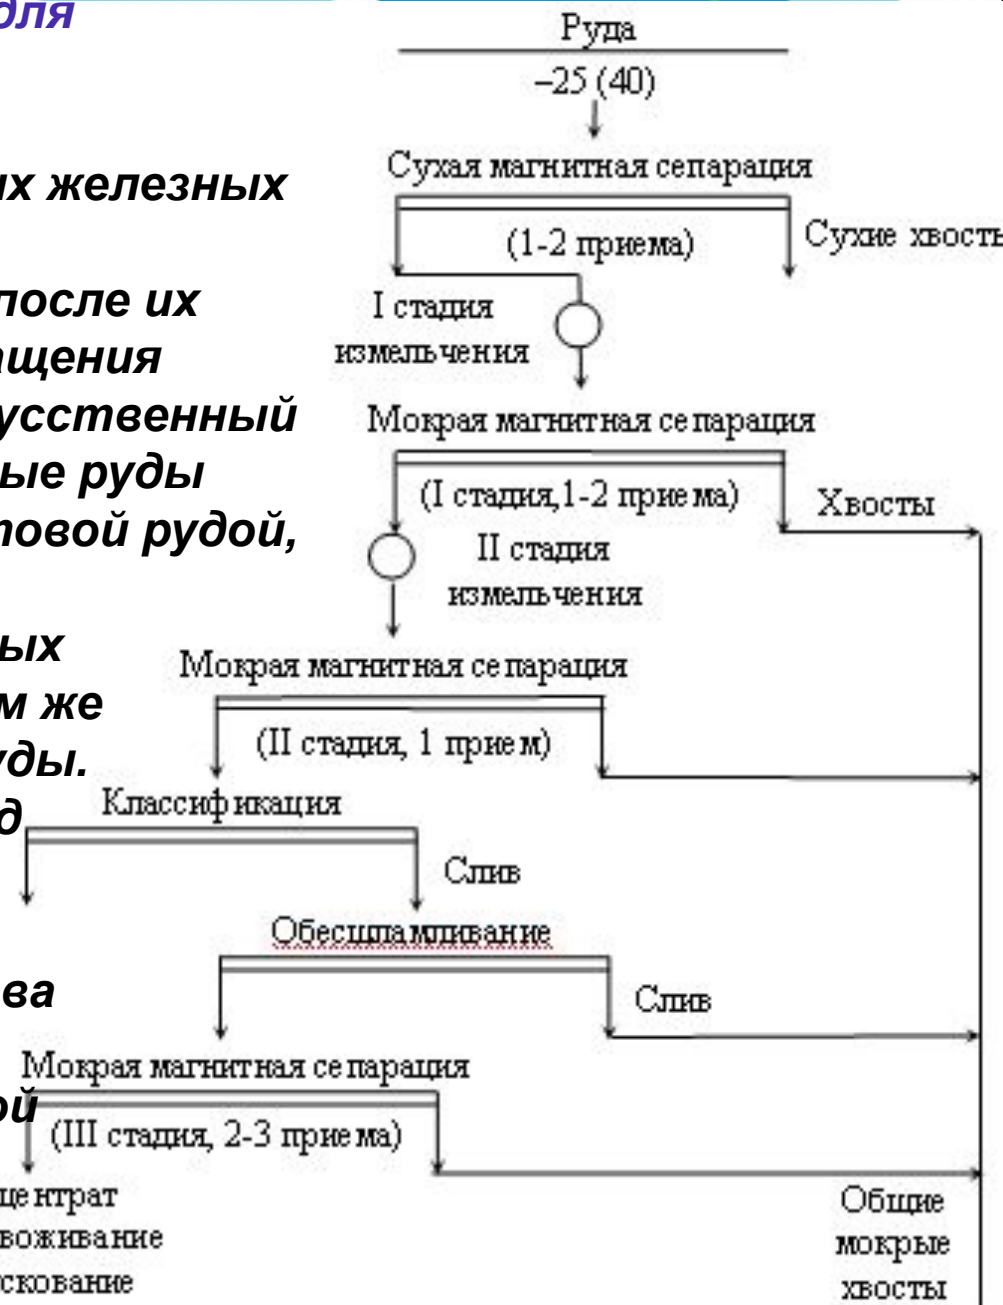 для
их железных
после их
ащения
усственный
ые руды
товой рудой,
ых
м же
уды.
д
ва
ой
Руда
–25 (40)
Сухая магнитная сепарация
(1-2 приема)
Сухие хвосты
I стадия
измельчения
Мокрая магнитная сепарация
(I стадия,1-2 приема)
Хвосты
II стадия
измельчения
Мокрая магнитная сепарация
(II стадия, 1 прием)
Классификация
Слив
Обесшламливание
Слив
Мокрая магнитная сепарация
(III стадия, 2-3 приема)
центрат
воживание
скование
Общие
мокрые
хвосты